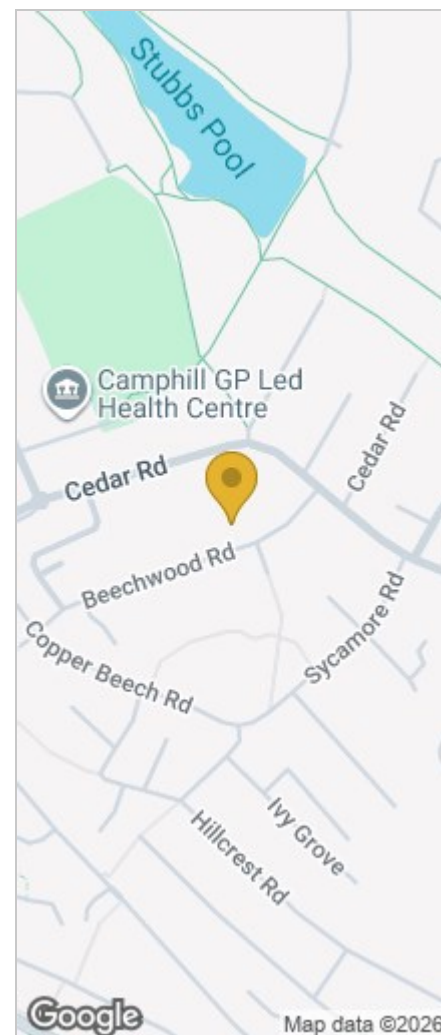 Stubbs Pool
Camphill GP Led
Health Centre
Cedar Rd
Cedar Rd
Beechwood Rd
Sycamore Rd
Copper Beech Rd
Ivy Grove
Hillcrest Rd
Google
Map data ©2026